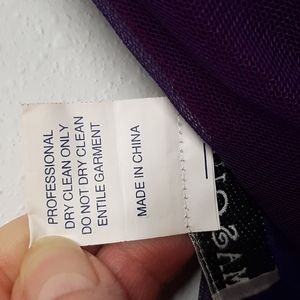 PROFESSIONAL
DRY CLEAN ONLY
DO NOT DRY CLEAN
ENTILE GARMENT
MADE IN CHINA